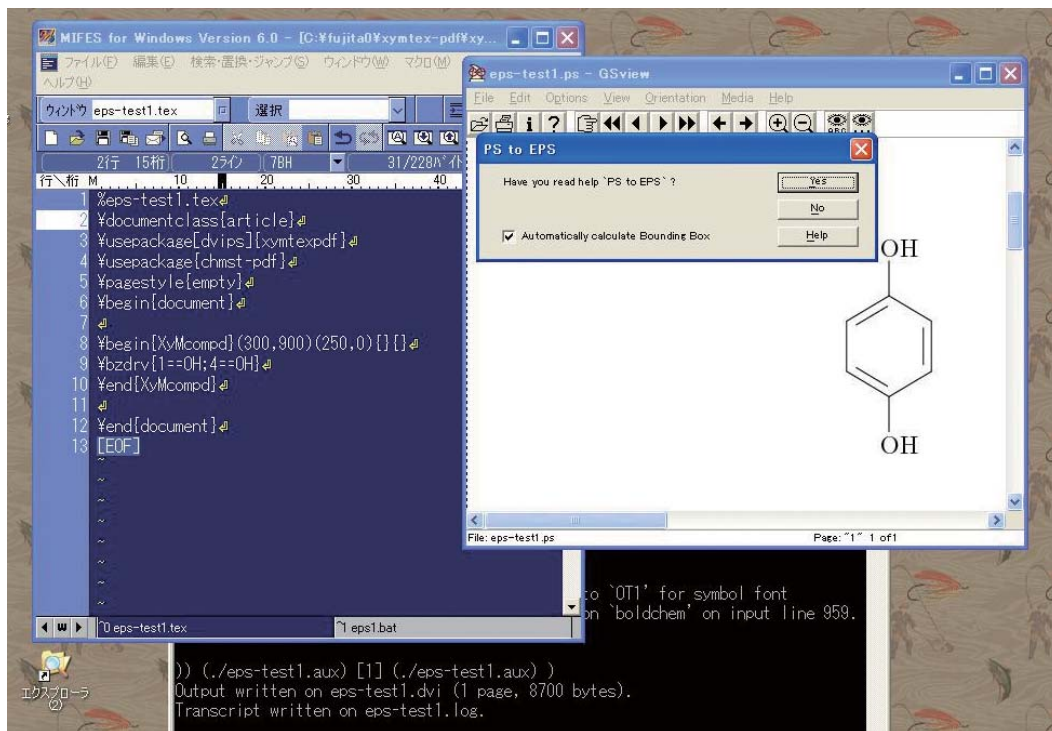 MIFES for Windows Version 6.0 - [C:¥fujita0¥xymtex-pdf¥xy...
ファイル(F) 編集(E) 検索・置換・ジャンプ(S) ウィンドウ(W) マクロ(M)
ヘルプ(H)
ウィンドウ eps-test1.tex 選択
2行 15桁 2ライン 7BH 31/228バイト
行＼桁 M 10 20 30 40
1 %eps-test1.tex
2 ¥documentclass{article}
3 ¥usepackage[dvips]{xymtexpdf}
4 ¥usepackage{chmst-pdf}
5 ¥pagestyle{empty}
6 ¥begin{document}
7
8 ¥begin{XyMcompd}(300,900)(250,0){}{}
9 ¥bzdrv{1==OH;4==OH}
10 ¥end{XyMcompd}
11
12 ¥end{document}
13 [EOF]
~
~
~
~
~
~
~
~
0 eps-test1.tex 1 eps1.bat
eps-test1.ps - GSview
File Edit Options View Orientation Media Help
PS to EPS
Have you read help `PS to EPS` ?
Yes
No
Automatically calculate Bounding Box
Help
OH
OH
File: eps-test1.ps Page: "1" 1 of 1
to `OT1' for symbol font
on `boldchem' on input line 959.
)) (./eps-test1.aux) [1] (./eps-test1.aux) )
Output written on eps-test1.dvi (1 page, 8700 bytes).
Transcript written on eps-test1.log.
エクスプローラ
(2)